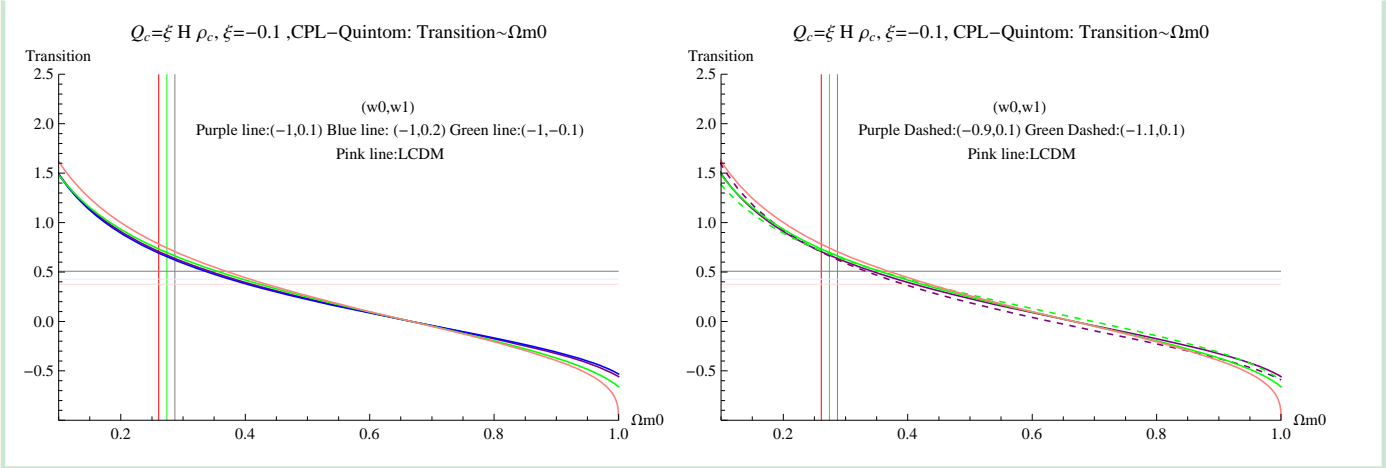 Q_c=ξ H ρ_c, ξ=−0.1 ,CPL−Quintom: Transition~Ωm0
Transition
2.5
2.0
1.5
1.0
0.5
0.0
−0.5
(w0,w1)
Purple line:(−1,0.1) Blue line: (−1,0.2) Green line:(−1,−0.1)
Pink line:LCDM
0.2 0.4 0.6 0.8 1.0 Ωm0
Q_c=ξ H ρ_c, ξ=−0.1, CPL−Quintom: Transition~Ωm0
Transition
2.5
2.0
1.5
1.0
0.5
0.0
−0.5
(w0,w1)
Purple Dashed:(−0.9,0.1) Green Dashed:(−1.1,0.1)
Pink line:LCDM
0.2 0.4 0.6 0.8 1.0 Ωm0